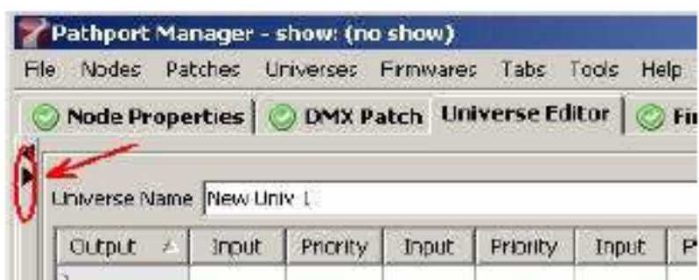 Pathport Manager - show: (no show)
File Nodes Patches Universes Firmwares Tabs Tools Help
Node Properties DMX Patch Universe Editor
Universe Name New Univ 1
Output Input Priority Input Priority Input